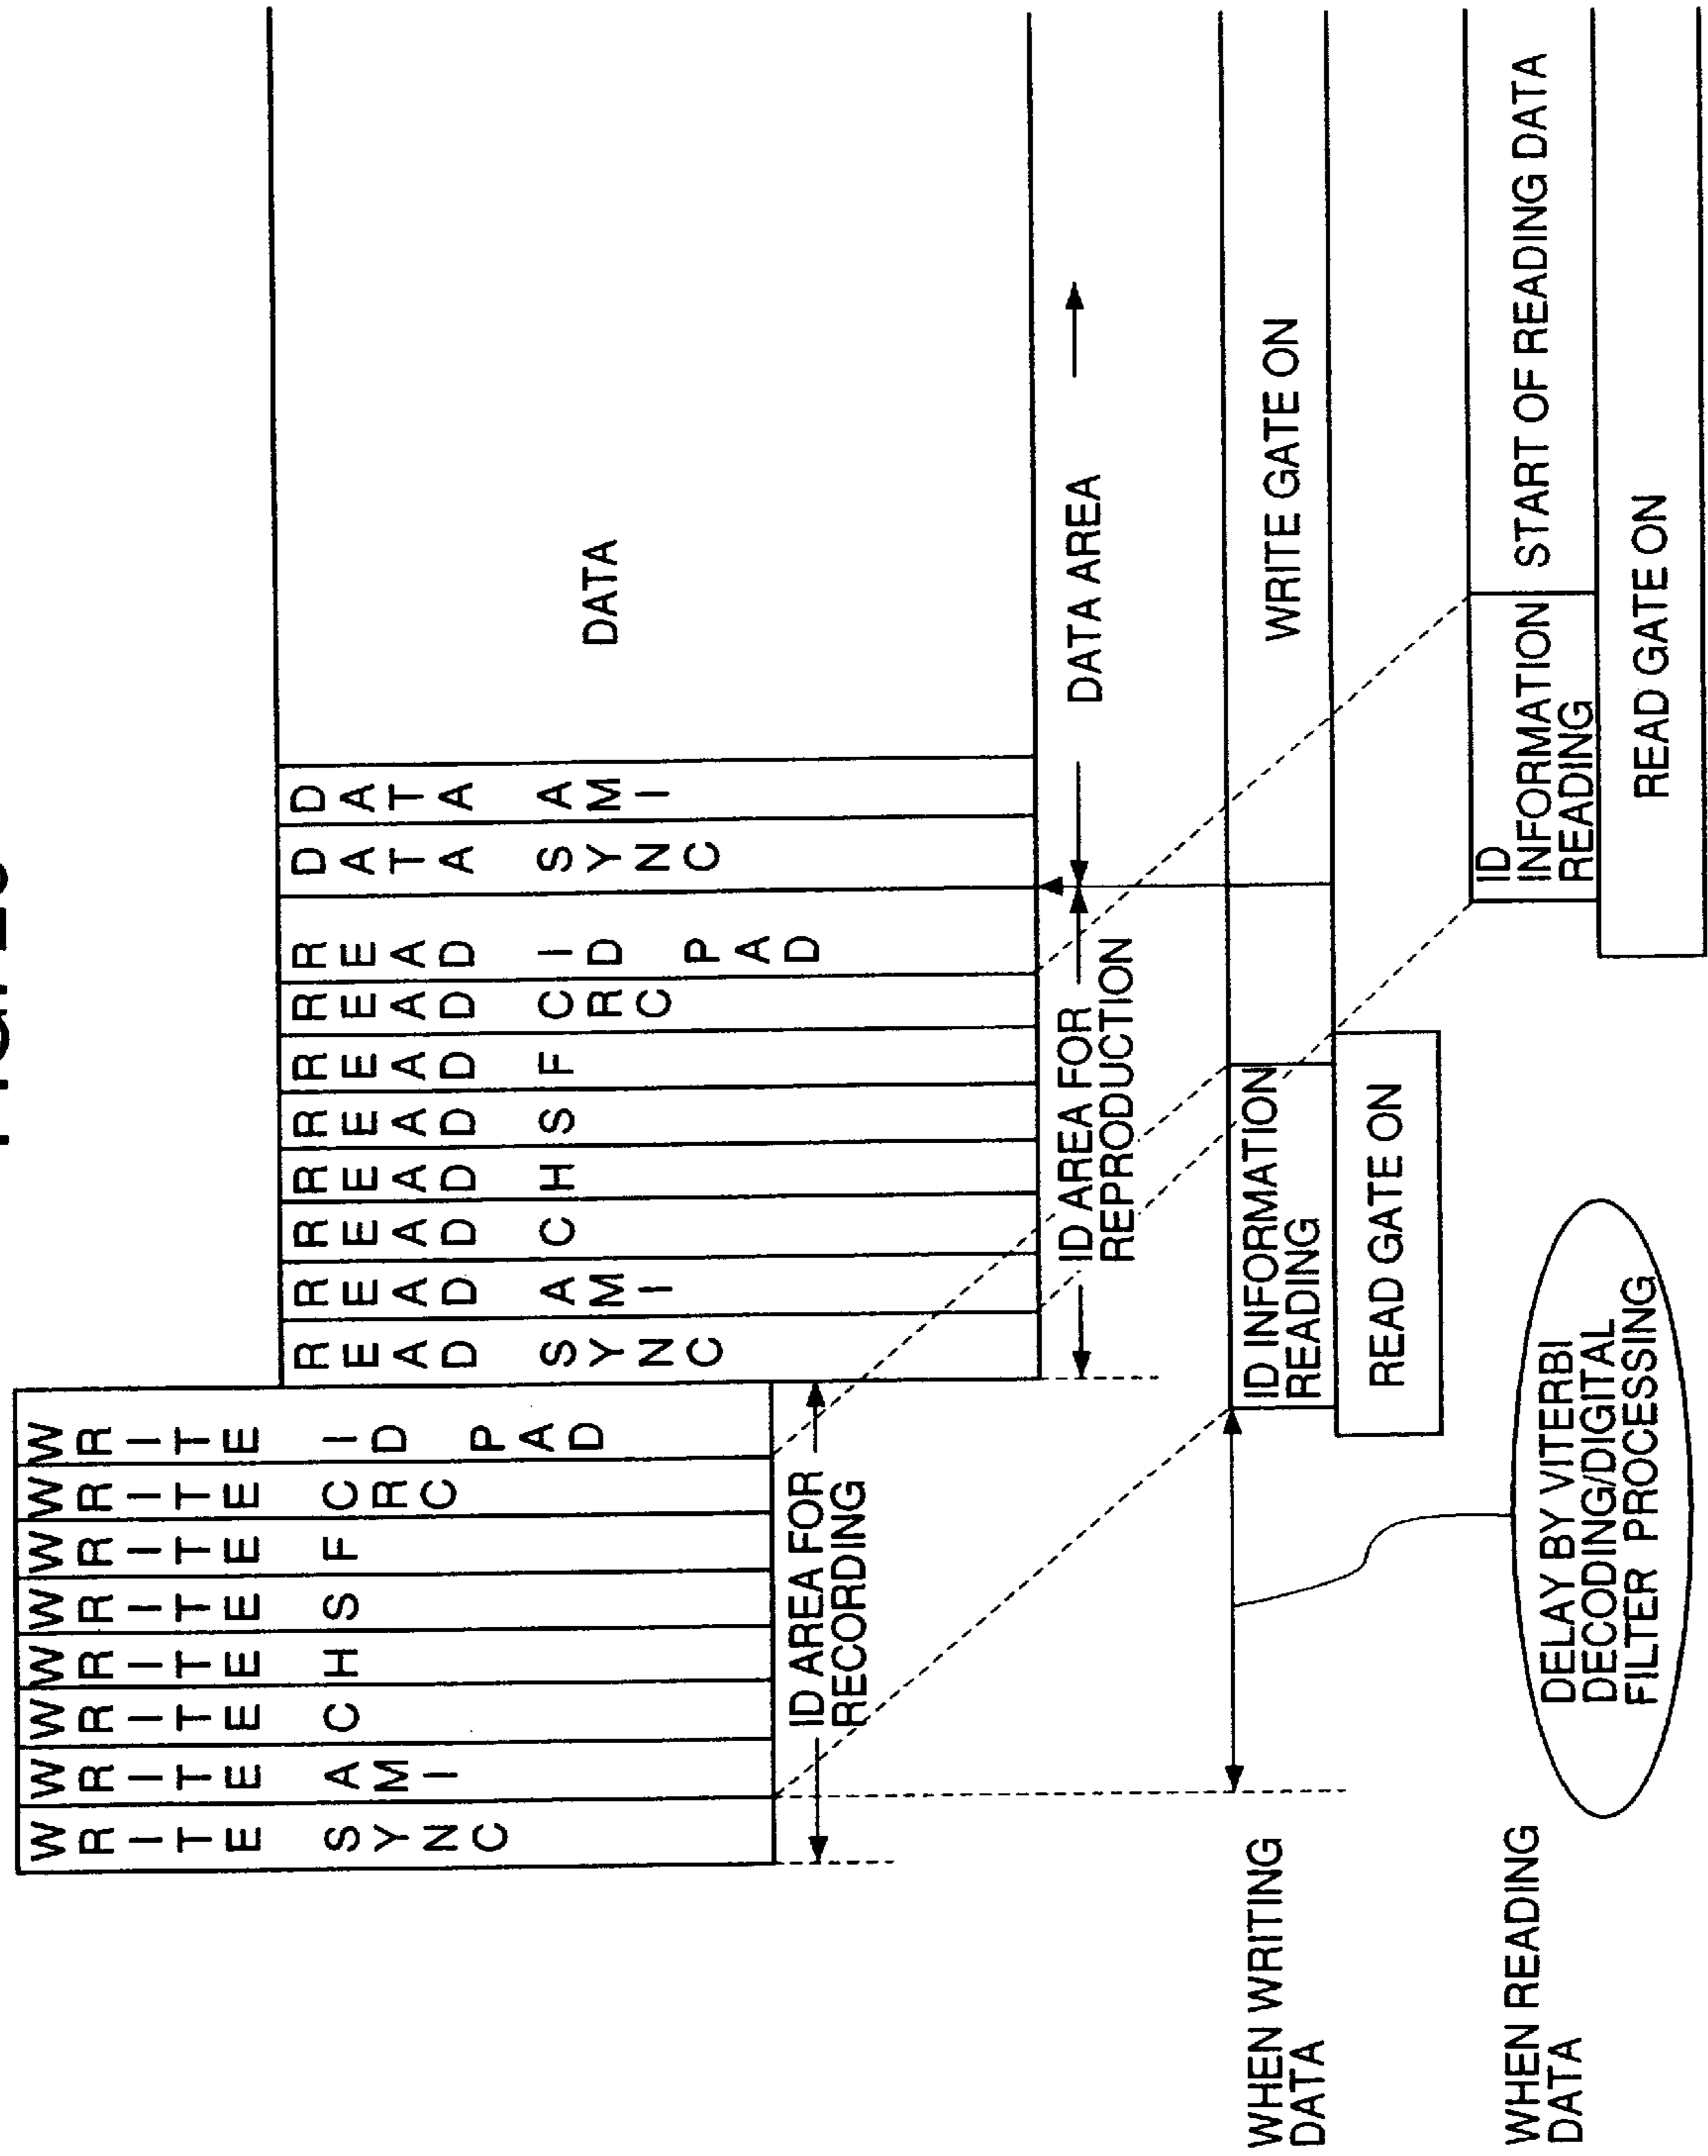 WRITE SYNC
WRITE AMI
WRITE C
WRITE H
WRITE S
WRITE F
WRITE CRC
WRITE ID PAD
READ SYNC
READ AMI
READ C
READ H
READ S
READ F
READ CRC
READ ID PAD
DATA SYNC
DATA AMI
DATA
ID AREA FOR
RECORDING
ID AREA FOR
REPRODUCTION
DATA AREA
WHEN WRITING
DATA
ID INFORMATION
READING
WRITE GATE ON
READ GATE ON
WHEN READING
DATA
DELAY BY VITERBI
DECODING/DIGITAL
FILTER PROCESSING
ID
INFORMATION
READING
START OF READING DATA
READ GATE ON